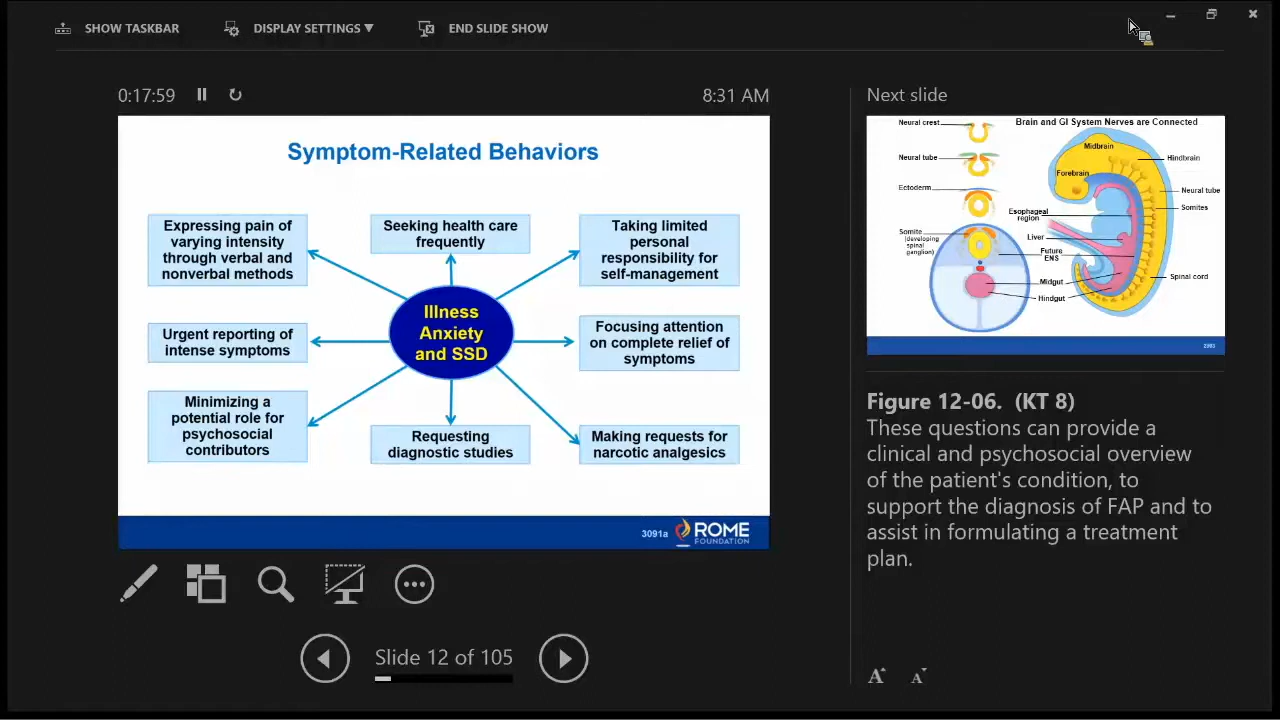 SHOW TASKBAR
DISPLAY SETTINGS ▼
END SLIDE SHOW
0:17:59
8:31 AM
Symptom-Related Behaviors
Expressing pain of
varying intensity
through verbal and
nonverbal methods
Seeking health care
frequently
Taking limited
personal
responsibility for
self-management
Urgent reporting of
intense symptoms
Illness
Anxiety
and SSD
Focusing attention
on complete relief of
symptoms
Minimizing a
potential role for
psychosocial
contributors
Requesting
diagnostic studies
Making requests for
narcotic analgesics
3091a
ROME
FOUNDATION
Slide 12 of 105
Next slide
Brain and GI System Nerves are Connected
Neural crest
Neural tube
Ectoderm
Somite
(developing
spinal
ganglion)
Midbrain
Hindbrain
Forebrain
Neural tube
Esophageal
region
Somites
Liver
Future
ENS
Spinal cord
Midgut
Hindgut
Figure 12-06. (KT 8)
These questions can provide a
clinical and psychosocial overview
of the patient's condition, to
support the diagnosis of FAP and to
assist in formulating a treatment
plan.
A A